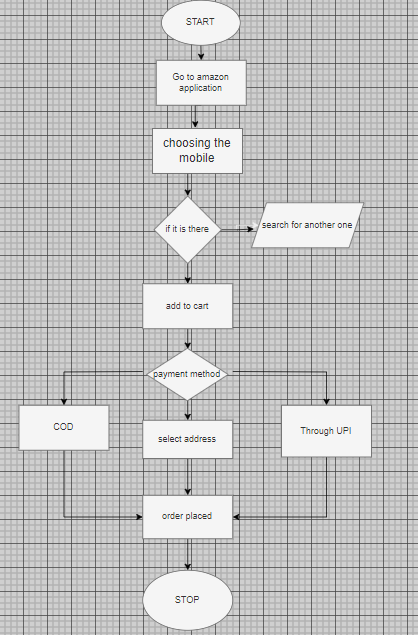 START
Go to amazon
application
choosing the
mobile
if it is there
search for another one
add to cart
payment method
COD
select address
Through UPI
order placed
STOP